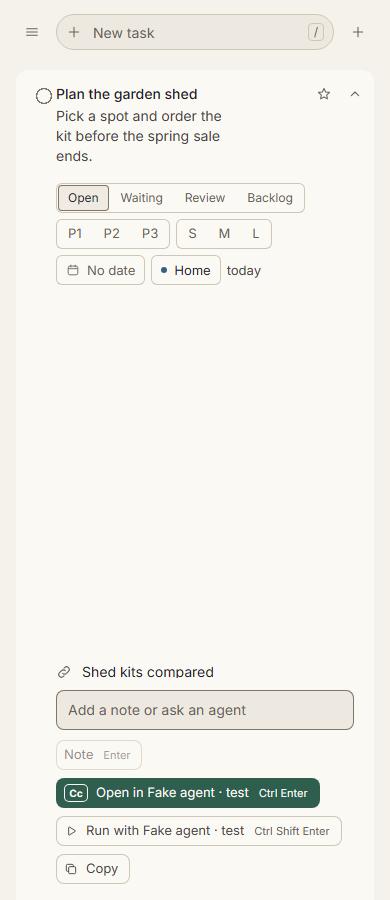 New task /
Plan the garden shed
Pick a spot and order the
kit before the spring sale
ends.
Open Waiting Review Backlog
P1 P2 P3 S M L
No date Home today
Shed kits compared
Add a note or ask an agent
Note Enter
Cc Open in Fake agent · test Ctrl Enter
Run with Fake agent · test Ctrl Shift Enter
Copy